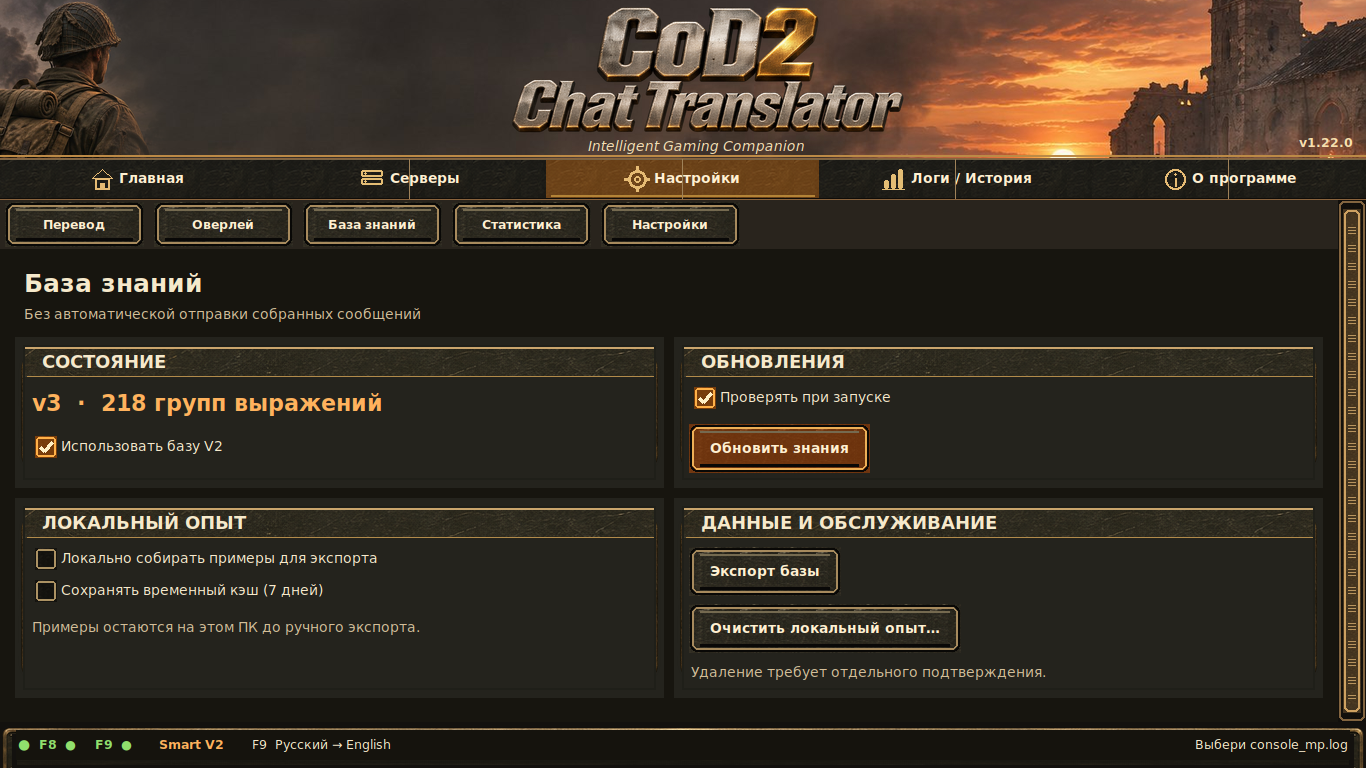 CoD2
Chat Translator
Intelligent Gaming Companion
v1.22.0
Главная
Серверы
Настройки
Логи / История
О программе
Перевод
Оверлей
База знаний
Статистика
Настройки
База знаний
Без автоматической отправки собранных сообщений
СОСТОЯНИЕ
v3 · 218 групп выражений
Использовать базу V2
ОБНОВЛЕНИЯ
Проверять при запуске
Обновить знания
ЛОКАЛЬНЫЙ ОПЫТ
Локально собирать примеры для экспорта
Сохранять временный кэш (7 дней)
Примеры остаются на этом ПК до ручного экспорта.
ДАННЫЕ И ОБСЛУЖИВАНИЕ
Экспорт базы
Очистить локальный опыт…
Удаление требует отдельного подтверждения.
● F8 ● F9 ● Smart V2 F9 Русский → English
Выбери console_mp.log